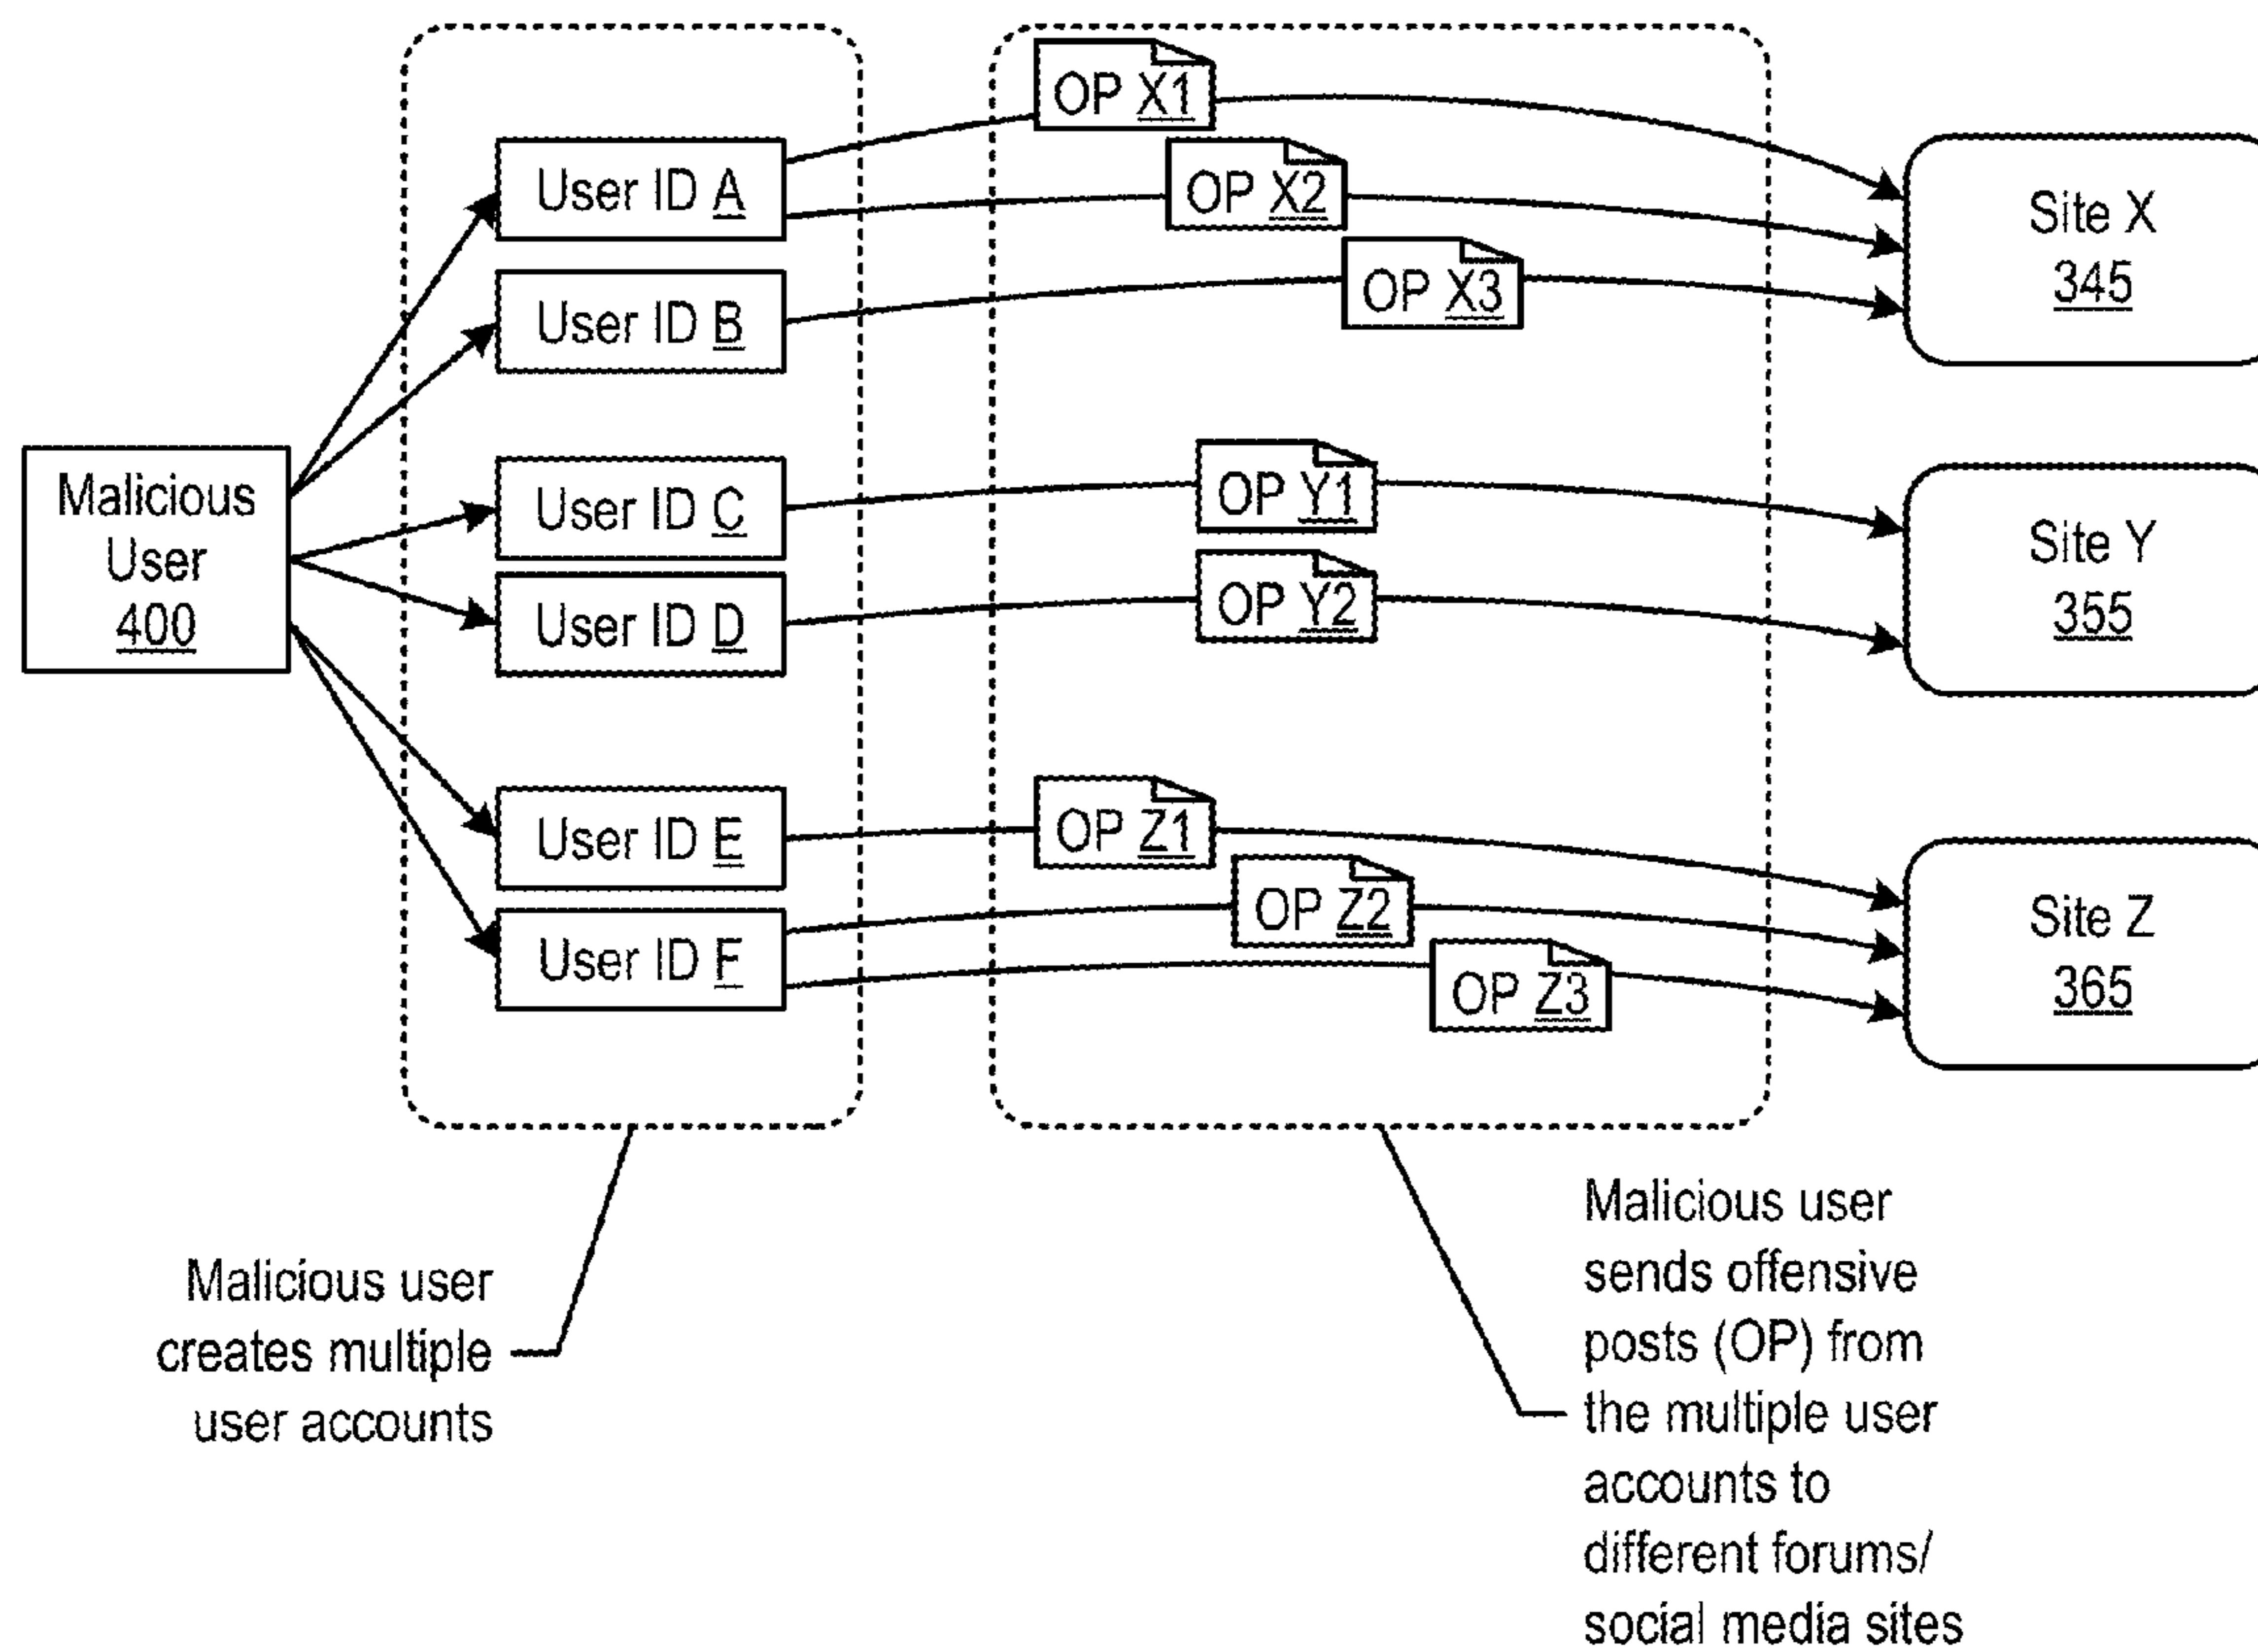 Malicious
User
400
User ID A
User ID B
User ID C
User ID D
User ID E
User ID F
OP X1
OP X2
OP X3
OP Y1
OP Y2
OP Z1
OP Z2
OP Z3
Site X
345
Site Y
355
Site Z
365
Malicious user
creates multiple
user accounts
Malicious user
sends offensive
posts (OP) from
the multiple user
accounts to
different forums/
social media sites